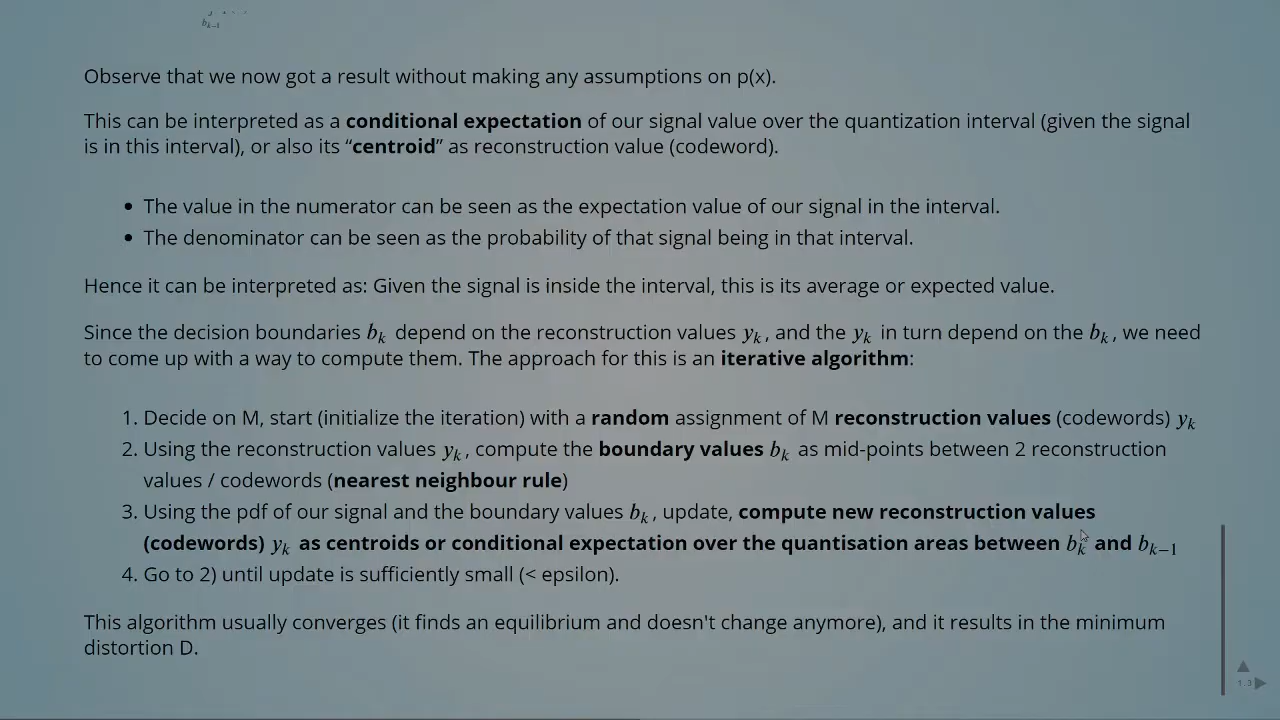 b_{k-1}
Observe that we now got a result without making any assumptions on p(x).
This can be interpreted as a conditional expectation of our signal value over the quantization interval (given the signal
is in this interval), or also its “centroid” as reconstruction value (codeword).
• The value in the numerator can be seen as the expectation value of our signal in the interval.
• The denominator can be seen as the probability of that signal being in that interval.
Hence it can be interpreted as: Given the signal is inside the interval, this is its average or expected value.
Since the decision boundaries b_k depend on the reconstruction values y_k, and the y_k in turn depend on the b_k, we need
to come up with a way to compute them. The approach for this is an iterative algorithm:
1. Decide on M, start (initialize the iteration) with a random assignment of M reconstruction values (codewords) y_k
2. Using the reconstruction values y_k, compute the boundary values b_k as mid-points between 2 reconstruction
values / codewords (nearest neighbour rule)
3. Using the pdf of our signal and the boundary values b_k, update, compute new reconstruction values
(codewords) y_k as centroids or conditional expectation over the quantisation areas between b_k and b_{k-1}
4. Go to 2) until update is sufficiently small (< epsilon).
This algorithm usually converges (it finds an equilibrium and doesn't change anymore), and it results in the minimum
distortion D.
1.3